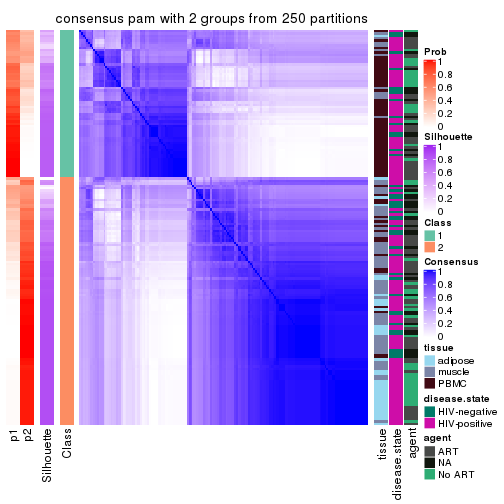 consensus pam with 2 groups from 250 partitions
Prob
1
0.8
0.6
0.4
0.2
0
Silhouette
1
0.8
0.6
0.4
0.2
0
Class
1
2
Consensus
1
0.8
0.6
0.4
0.2
0
tissue
adipose
muscle
PBMC
disease.state
HIV-negative
HIV-positive
agent
ART
NA
No ART
p1
p2
Silhouette
Class
tissue
disease.state
agent